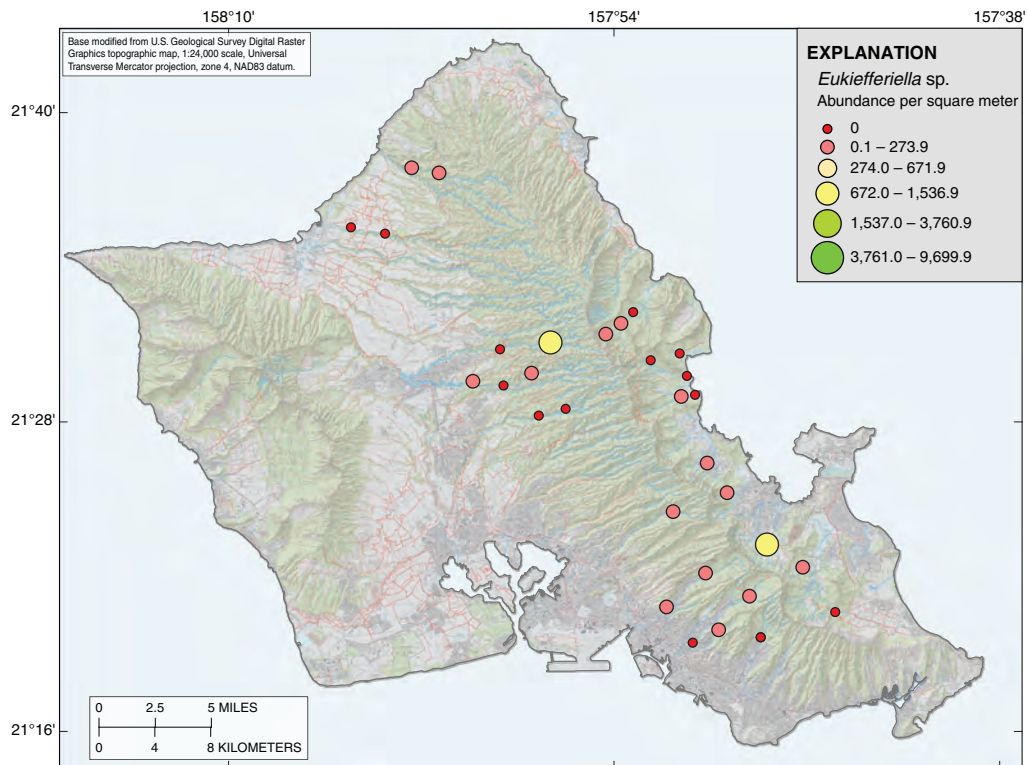 158°10'
157°54'
157°38'
Base modified from U.S. Geological Survey Digital Raster
Graphics topographic map, 1:24,000 scale, Universal
Transverse Mercator projection, zone 4, NAD83 datum.
EXPLANATION
Eukiefferiella sp.
Abundance per square meter
0
0.1 – 273.9
274.0 – 671.9
672.0 – 1,536.9
1,537.0 – 3,760.9
3,761.0 – 9,699.9
21°40'
21°28'
21°16'
0 2.5 5 MILES
0 4 8 KILOMETERS